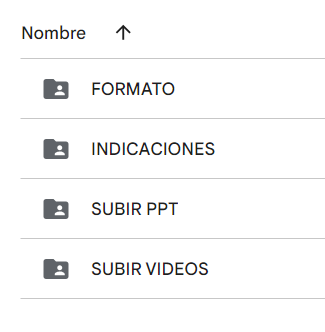 Nombre ↑
FORMATO
INDICACIONES
SUBIR PPT
SUBIR VIDEOS